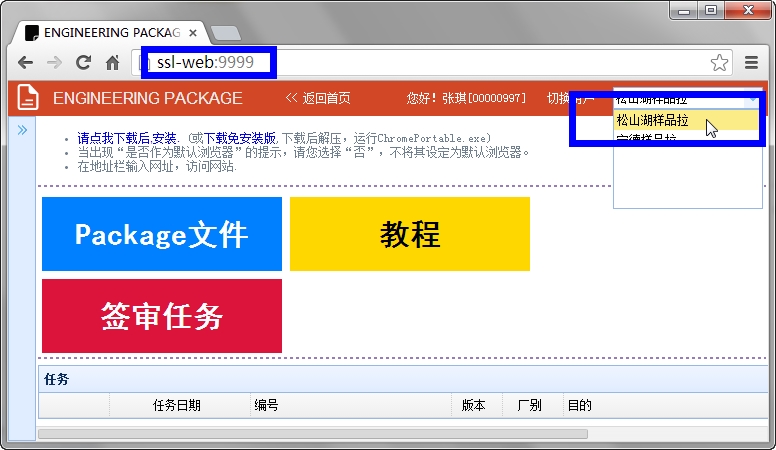 ENGINEERING PACKAG
ssl-web:9999
ENGINEERING PACKAGE << 返回首页 您好! 张琪[00000997] 切换用户 松山湖样品拉
松山湖样品拉
宁德样品拉
请点我下载后,安装. (或下载免安装版,下载后解压，运行ChromePortable.exe)
当出现“是否作为默认浏览器”的提示，请您选择“否”，不将其设定为默认浏览器。
在地址栏输入网址，访问网站.
Package文件 教程
签审任务
任务
任务日期 编号 版本 厂别 目的